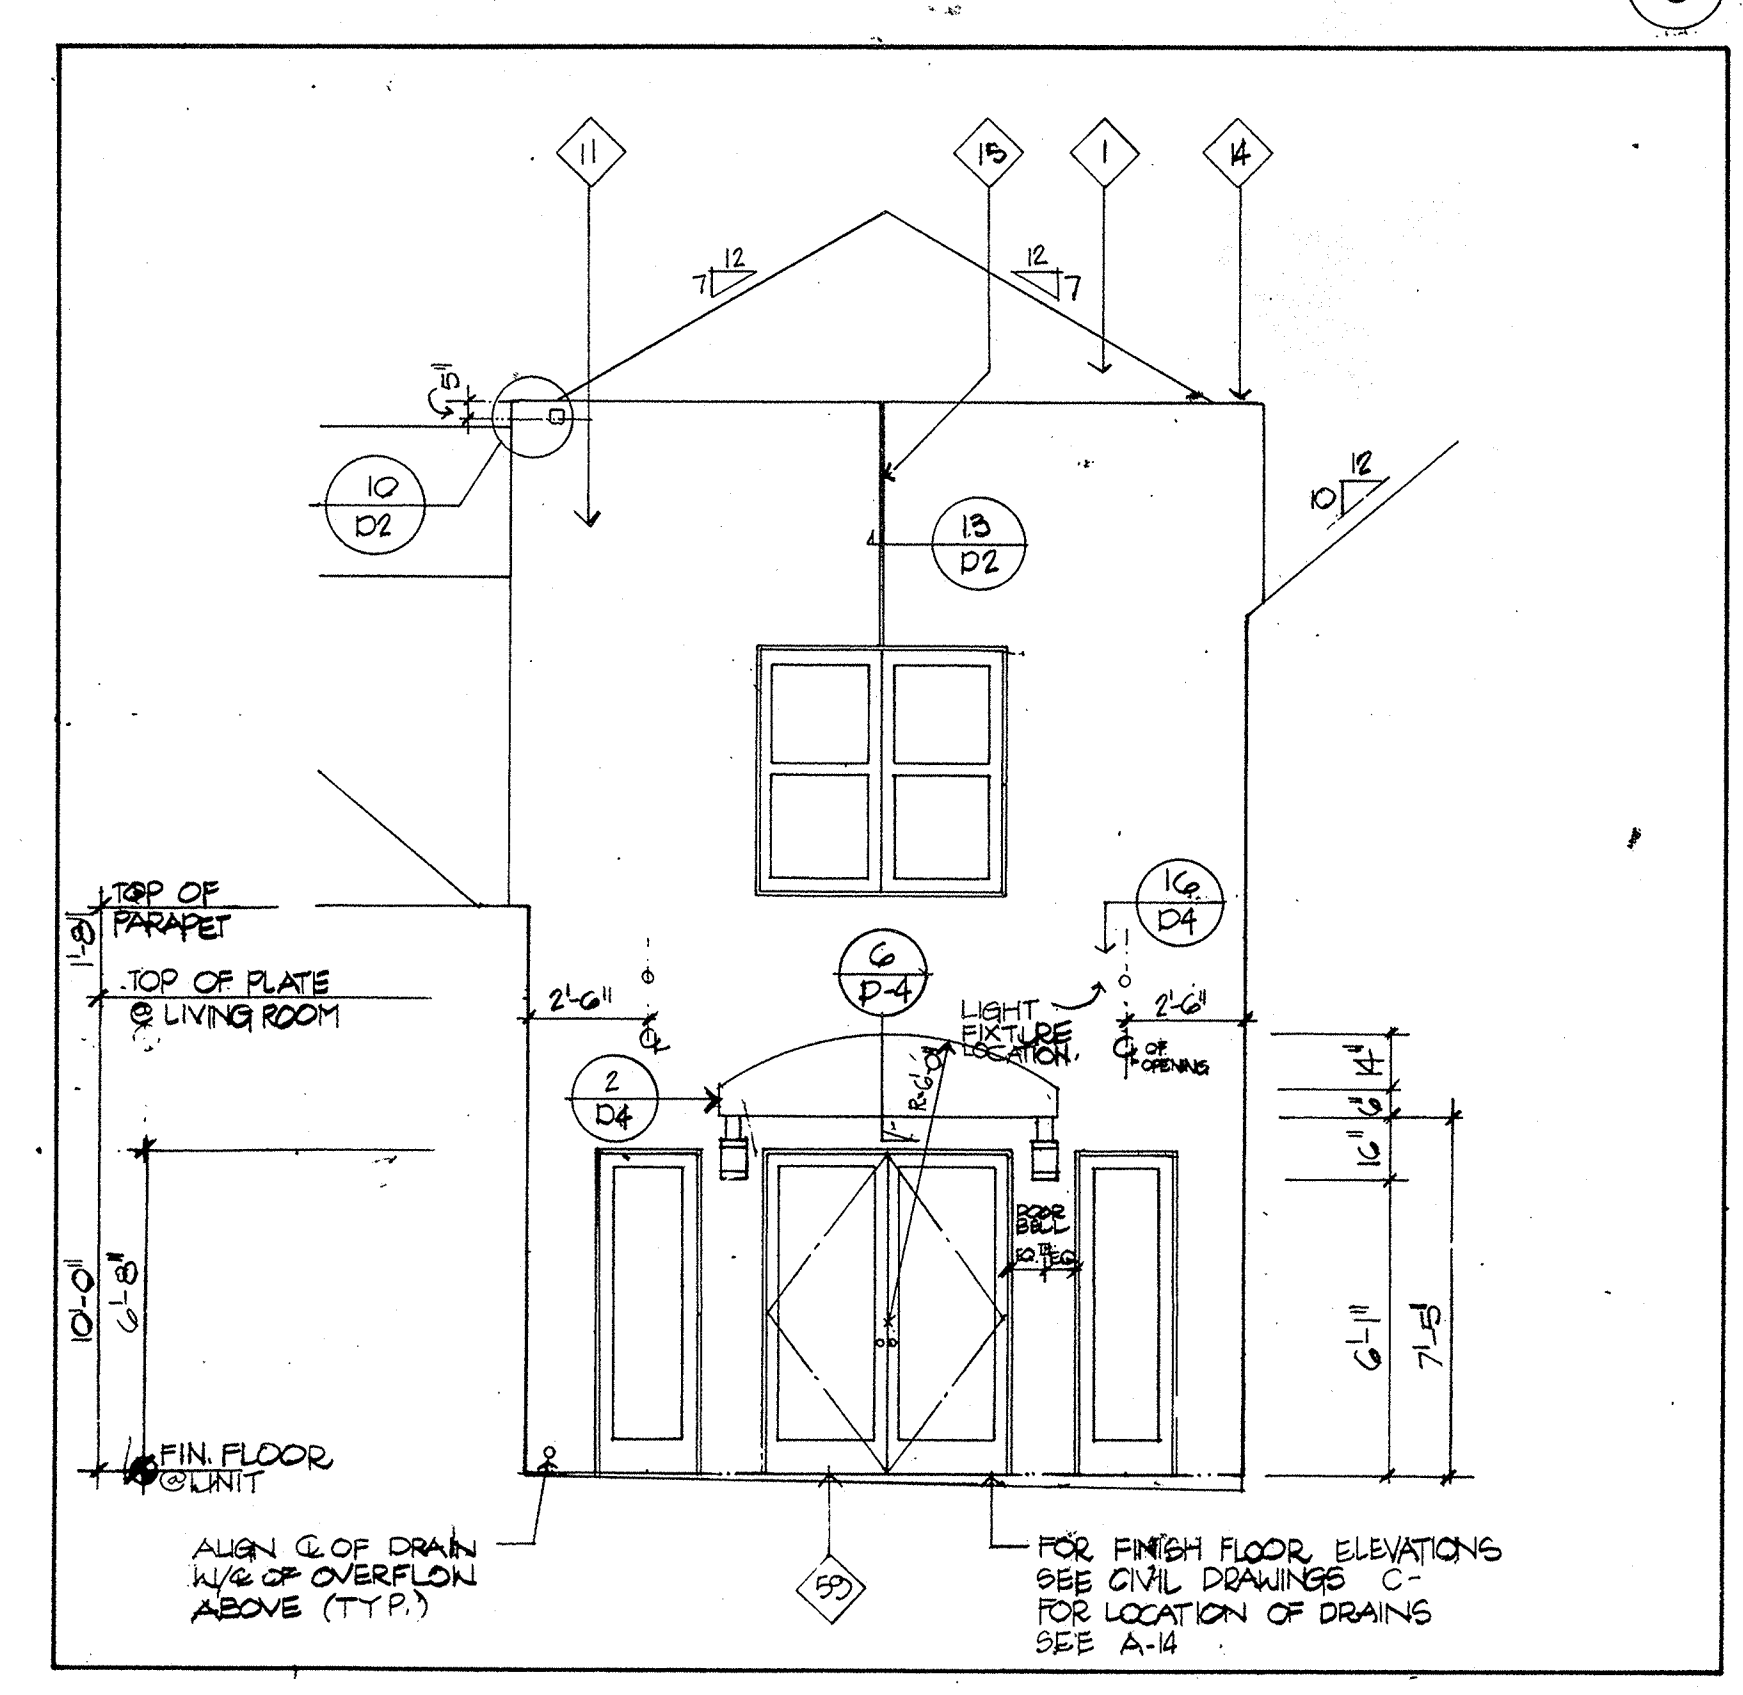 11
15
1
14
12
7
12
7
5"
10
D2
13
D2
12
10
TOP OF
PARAPET
1'-8"
TOP OF PLATE
@ LIVING ROOM
16
D4
6
D-4
2'-6"
℄
LIGHT
FIXTURE
LOCATION.
2'-6"
℄ OF
OPENING
R=6'-0"
2
D4
14"
6"
16"
DOOR
BELL
EQ EQ
10'-0"
6'-8"
6'-1"
7'-5"
FIN. FLOOR
@ UNIT
ALIGN ℄ OF DRAIN
W/℄ OF OVERFLOW
ABOVE (TYP.)
59
FOR FINISH FLOOR ELEVATIONS
SEE CIVIL DRAWINGS C-
FOR LOCATION OF DRAINS
SEE A-14